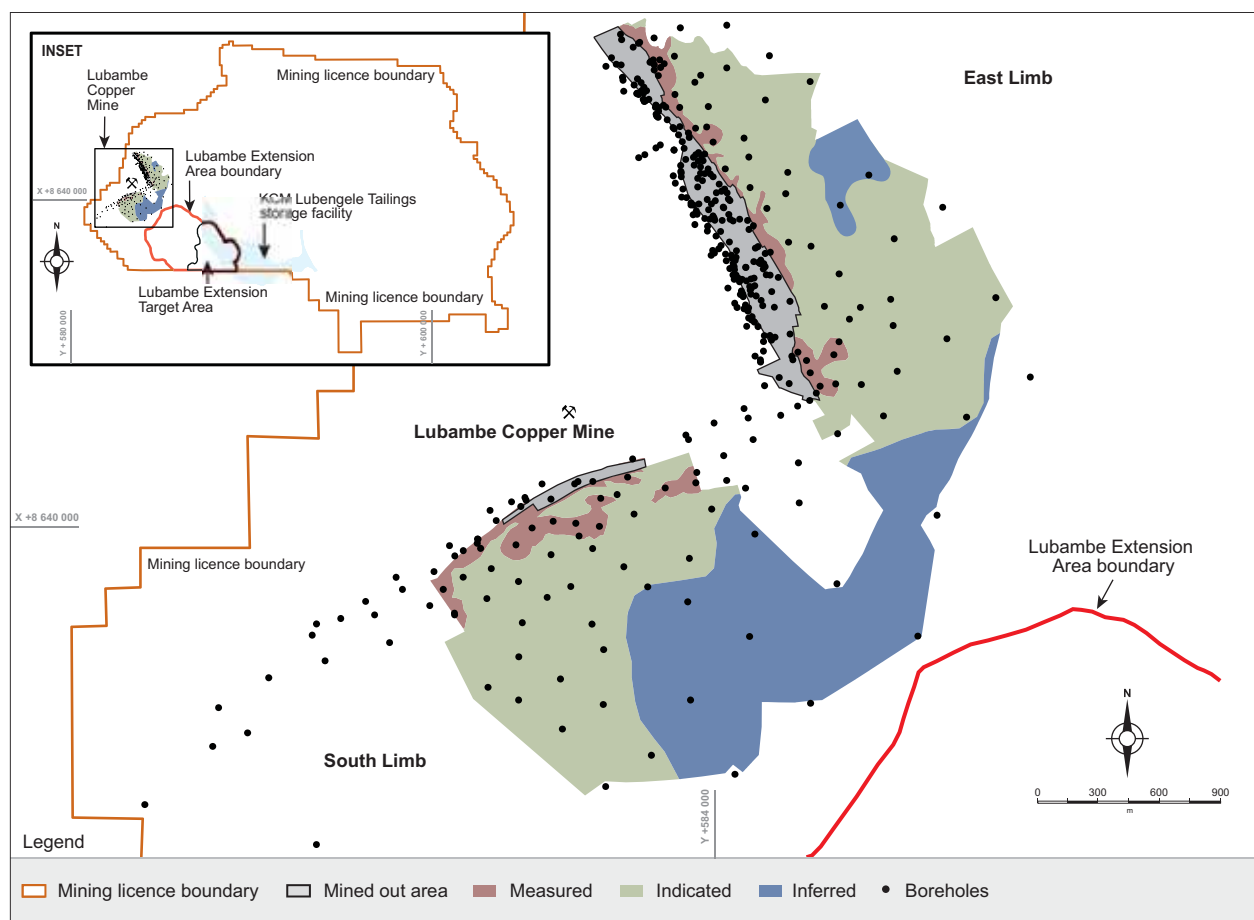 INSET
Lubambe
Copper
Mine
Mining licence boundary
Lubambe Extension
Area boundary
X +8 640 000
KCM Lubengele Tailings
storage facility
N
Lubambe Extension
Target Area
Mining licence boundary
Y + 580 000
Y + 600 000
East Limb
Lubambe Copper Mine
X +8 640 000
Mining licence boundary
Lubambe Extension
Area boundary
South Limb
Y +584 000
N
0 300 600 900
m
Legend
Mining licence boundary
Mined out area
Measured
Indicated
Inferred
Boreholes